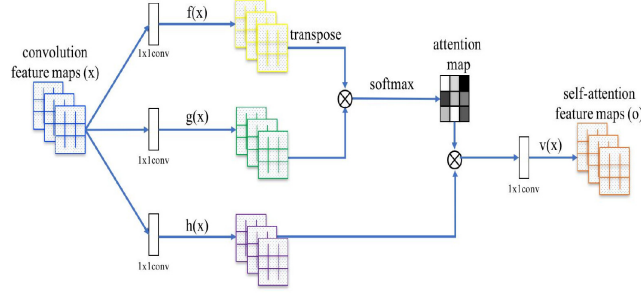 f(x)
1x1conv
transpose
convolution
feature maps (x)
g(x)
1x1conv
softmax
attention
map
h(x)
1x1conv
v(x)
1x1conv
self-attention
feature maps (o)